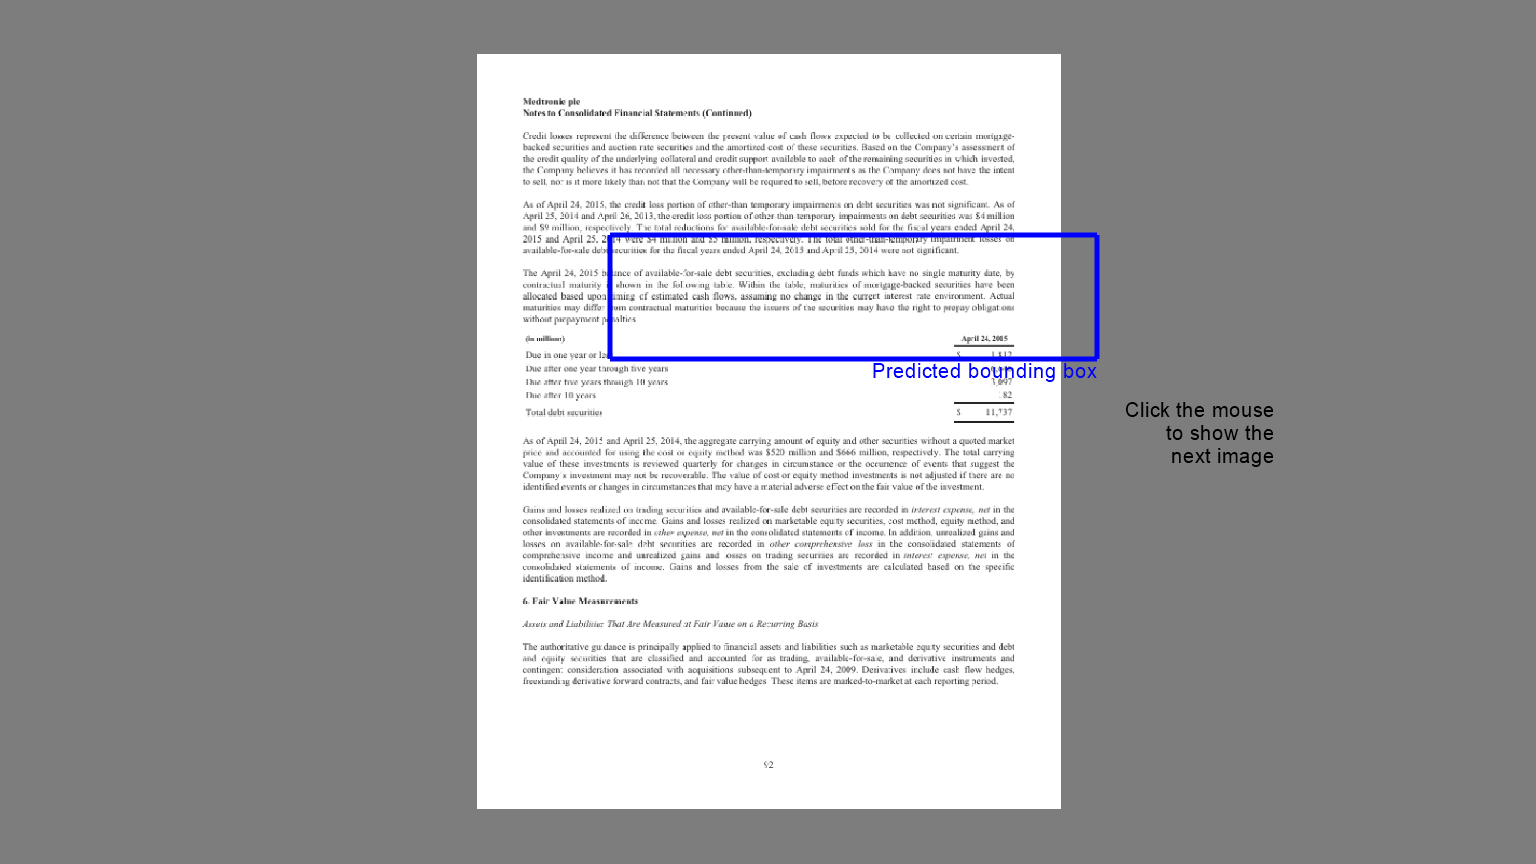 Medtronic plc
Notes to Consolidated Financial Statements (Continued)
Credit losses represent the difference between the present value of cash flows expected to be collected on certain mortgage-
backed securities and auction rate securities and the amortized cost of these securities. Based on the Company's assessment of
the credit quality of the underlying collateral and credit support available to each of the remaining securities in which invested,
the Company believes it has recorded all necessary other-than-temporary impairments as the Company does not have the intent
to sell, nor is it more likely than not that the Company will be required to sell, before recovery of the amortized cost.
As of April 24, 2015, the credit loss portion of other-than temporary impairments on debt securities was not significant. As of
April 25, 2014 and April 26, 2013, the credit loss portion of other-than temporary impairments on debt securities was $4 million
and $9 million, respectively. The total reductions for available-for-sale debt securities sold for the fiscal years ended April 24,
2015 and April 25, 2014 were $4 million and $5 million, respectively. The total other-than-temporary impairment losses on
available-for-sale debt securities for the fiscal years ended April 24, 2015 and April 25, 2014 were not significant.
The April 24, 2015 balance of available-for-sale debt securities, excluding debt funds which have no single maturity date, by
contractual maturity is shown in the following table. Within the table, maturities of mortgage-backed securities have been
allocated based upon timing of estimated cash flows, assuming no change in the current interest rate environment. Actual
maturities may differ from contractual maturities because the issuers of the securities may have the right to prepay obligations
without prepayment penalties
(in millions) April 24, 2015
Due in one year or less $ 1,812
Due after one year through five years
Due after five years through 10 years 3,097
Due after 10 years 182
Total debt securities $ 11,737
Predicted bounding box
Click the mouse
to show the
next image
As of April 24, 2015 and April 25, 2014, the aggregate carrying amount of equity and other securities without a quoted market
price and accounted for using the cost or equity method was $520 million and $666 million, respectively. The total carrying
value of these investments is reviewed quarterly for changes in circumstance or the occurrence of events that suggest the
Company's investment may not be recoverable. The value of cost or equity method investments is not adjusted if there are no
identified events or changes in circumstances that may have a material adverse effect on the fair value of the investment.
Gains and losses realized on trading securities and available-for-sale debt securities are recorded in interest expense, net in the
consolidated statements of income. Gains and losses realized on marketable equity securities, cost method, equity method, and
other investments are recorded in other expense, net in the consolidated statements of income. In addition, unrealized gains and
losses on available-for-sale debt securities are recorded in other comprehensive loss in the consolidated statements of
comprehensive income and unrealized gains and losses on trading securities are recorded in interest expense, net in the
consolidated statements of income. Gains and losses from the sale of investments are calculated based on the specific
identification method.
6. Fair Value Measurements
Assets and Liabilities That Are Measured at Fair Value on a Recurring Basis
The authoritative guidance is principally applied to financial assets and liabilities such as marketable equity securities and debt
and equity securities that are classified and accounted for as trading, available-for-sale, and derivative instruments and
contingent consideration associated with acquisitions subsequent to April 24, 2009. Derivatives include cash flow hedges,
freestanding derivative forward contracts, and fair value hedges These items are marked-to-market at each reporting period.
92